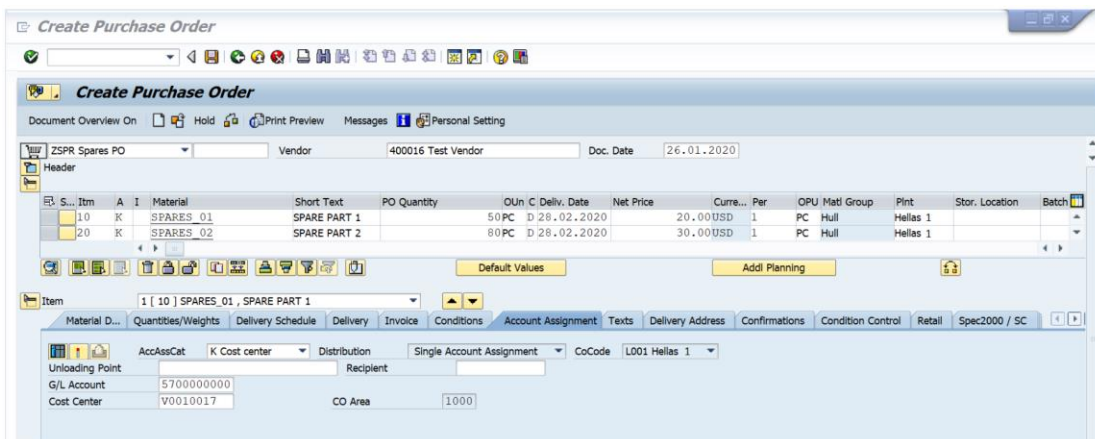 Create Purchase Order
Create Purchase Order
Document Overview On Hold Print Preview Messages Personal Setting
ZSPR Spares PO Vendor 400016 Test Vendor Doc. Date 26.01.2020
Header
S... Itm A I Material Short Text PO Quantity OUn C Deliv. Date Net Price Curre... Per OPU Matl Group Plnt Stor. Location Batch
10 K SPARES_01 SPARE PART 1 50 PC D 28.02.2020 20.00 USD 1 PC Hull Hellas 1
20 K SPARES_02 SPARE PART 2 80 PC D 28.02.2020 30.00 USD 1 PC Hull Hellas 1
Default Values Addl Planning
Item 1 [ 10 ] SPARES_01 , SPARE PART 1
Material D... Quantities/Weights Delivery Schedule Delivery Invoice Conditions Account Assignment Texts Delivery Address Confirmations Condition Control Retail Spec2000 / SC
AccAssCat K Cost center Distribution Single Account Assignment CoCode L001 Hellas 1
Unloading Point Recipient
G/L Account 5700000000
Cost Center V0010017 CO Area 1000